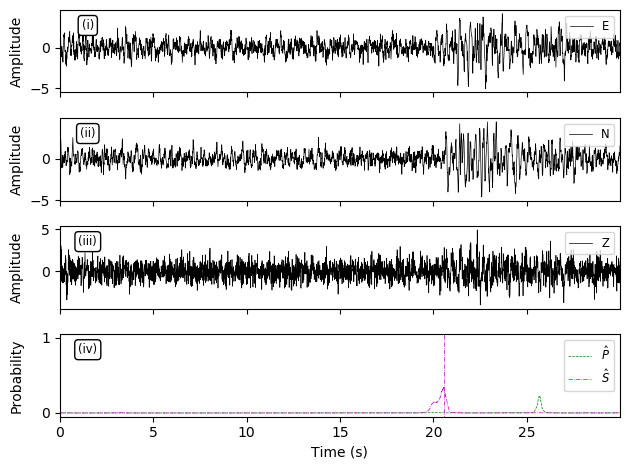 Amplitude
(i)
E
0
−5
Amplitude
(ii)
N
0
−5
Amplitude
(iii)
Z
5
0
Probability
(iv)
P̂
Ŝ
1
0
0 5 10 15 20 25
Time (s)